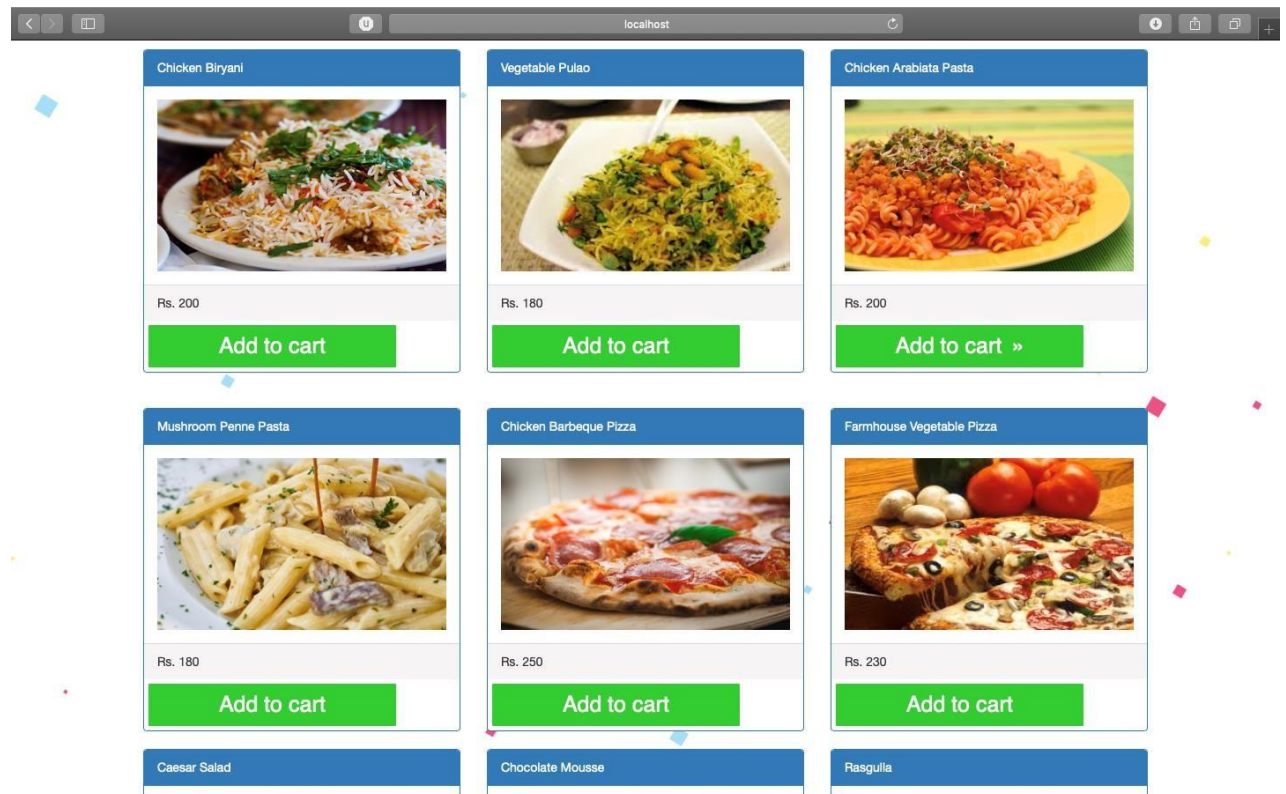 localhost
Chicken Biryani
Vegetable Pulao
Chicken Arabiata Pasta
Rs. 200
Rs. 180
Rs. 200
Add to cart
Add to cart
Add to cart »
Mushroom Penne Pasta
Chicken Barbeque Pizza
Farmhouse Vegetable Pizza
Rs. 180
Rs. 250
Rs. 230
Add to cart
Add to cart
Add to cart
Caesar Salad
Chocolate Mousse
Rasgulla